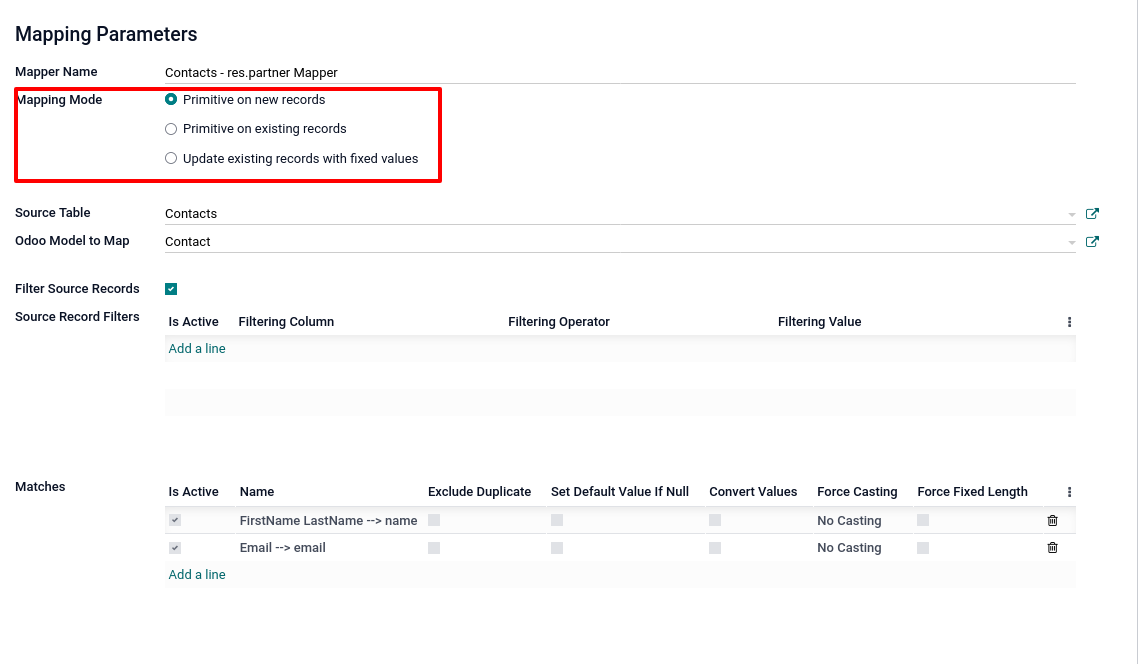 Mapping Parameters
Mapper Name Contacts - res.partner Mapper
Mapping Mode Primitive on new records
Primitive on existing records
Update existing records with fixed values
Source Table Contacts
Odoo Model to Map Contact
Filter Source Records
Source Record Filters Is Active Filtering Column Filtering Operator Filtering Value
Add a line
Matches Is Active Name Exclude Duplicate Set Default Value If Null Convert Values Force Casting Force Fixed Length
FirstName LastName --> name No Casting
Email --> email No Casting
Add a line